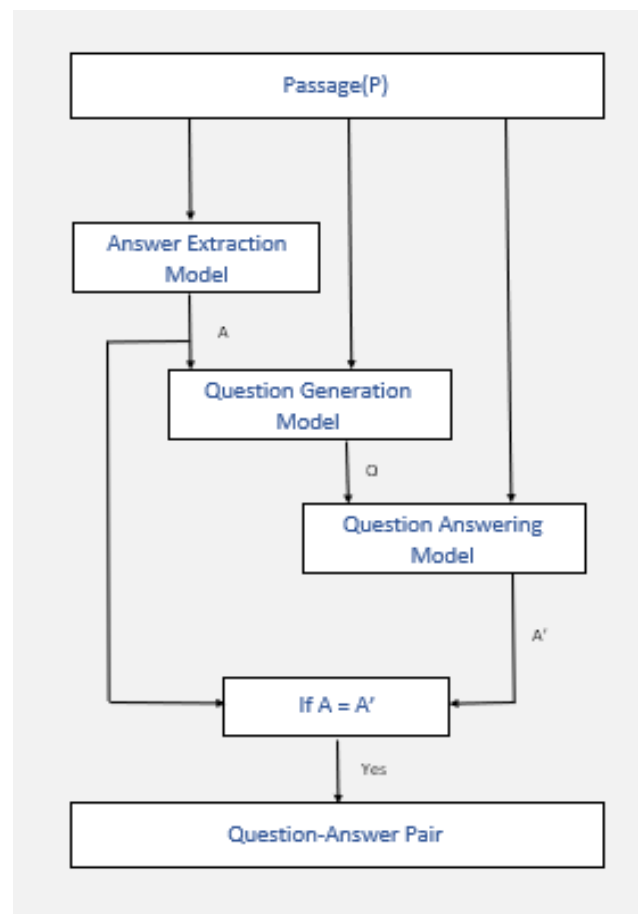 Passage(P)
Answer Extraction
Model
A
Question Generation
Model
Q
Question Answering
Model
A'
If A = A'
Yes
Question-Answer Pair